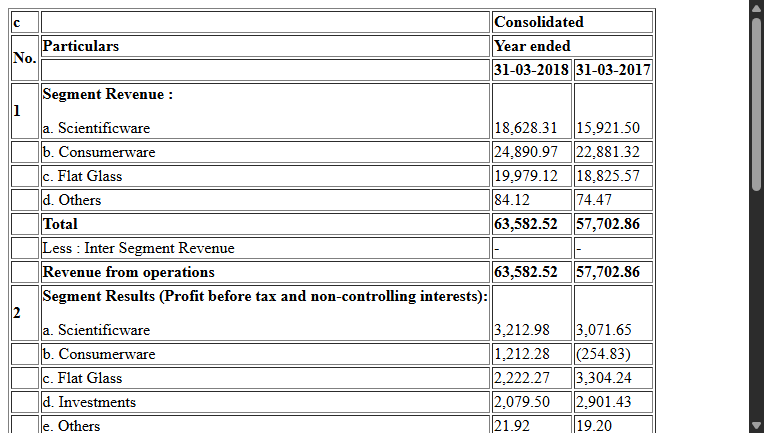 c Consolidated
No. Particulars Year ended
31-03-2018 31-03-2017
1 Segment Revenue :
a. Scientificware 18,628.31 15,921.50
b. Consumerware 24,890.97 22,881.32
c. Flat Glass 19,979.12 18,825.57
d. Others 84.12 74.47
Total 63,582.52 57,702.86
Less : Inter Segment Revenue - -
Revenue from operations 63,582.52 57,702.86
2 Segment Results (Profit before tax and non-controlling interests):
a. Scientificware 3,212.98 3,071.65
b. Consumerware 1,212.28 (254.83)
c. Flat Glass 2,222.27 3,304.24
d. Investments 2,079.50 2,901.43
e. Others 21.92 19.20